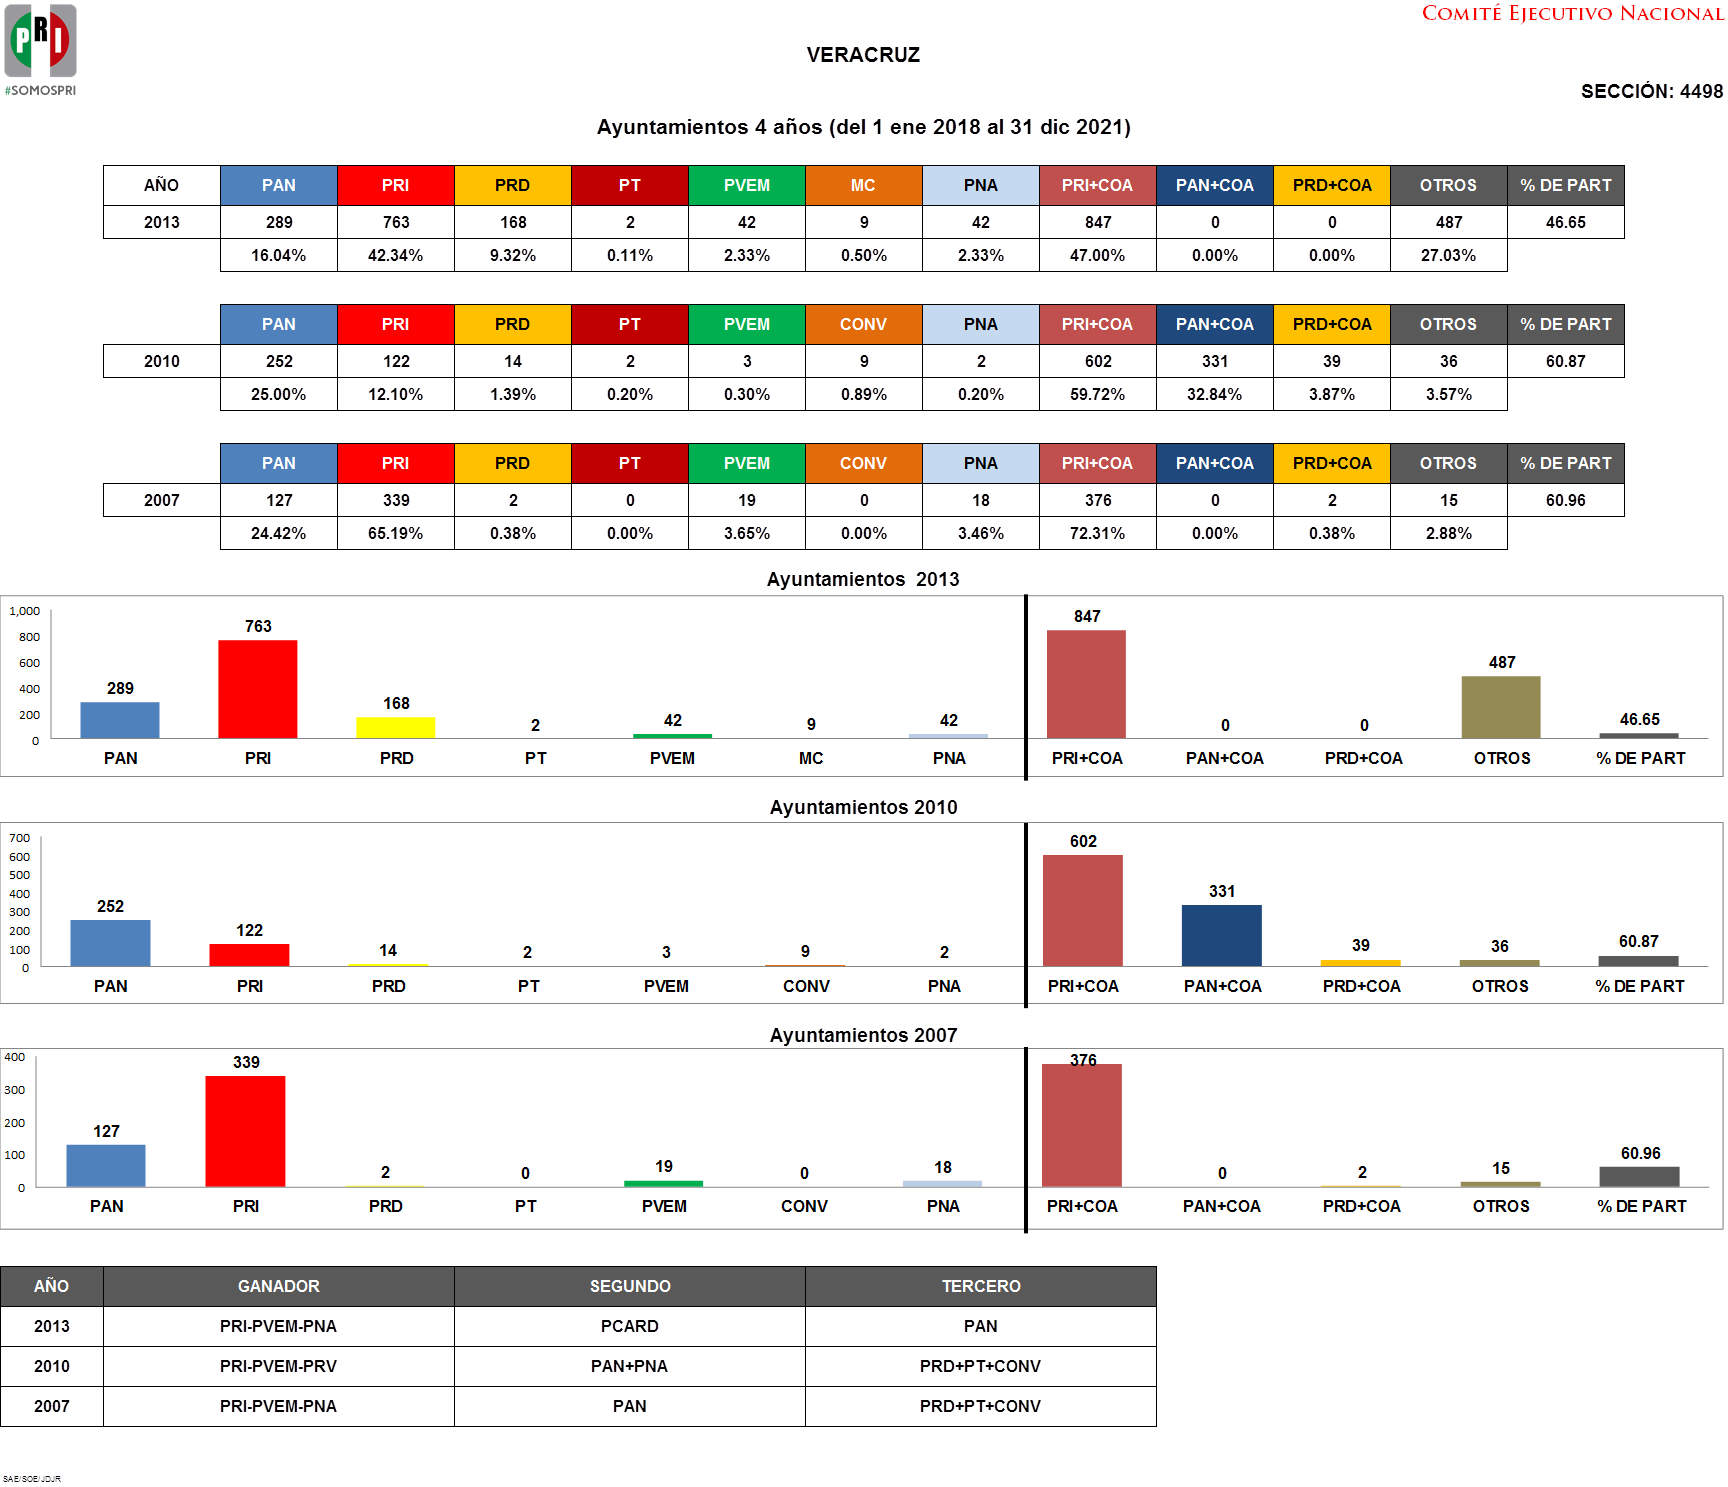 PRI
#SOMOSPRI
COMITÉ EJECUTIVO NACIONAL
VERACRUZ
SECCIÓN: 4498
Ayuntamientos 4 años (del 1 ene 2018 al 31 dic 2021)
AÑO PAN PRI PRD PT PVEM MC PNA PRI+COA PAN+COA PRD+COA OTROS % DE PART
2013 289 763 168 2 42 9 42 847 0 0 487 46.65
16.04% 42.34% 9.32% 0.11% 2.33% 0.50% 2.33% 47.00% 0.00% 0.00% 27.03%
PAN PRI PRD PT PVEM CONV PNA PRI+COA PAN+COA PRD+COA OTROS % DE PART
2010 252 122 14 2 3 9 2 602 331 39 36 60.87
25.00% 12.10% 1.39% 0.20% 0.30% 0.89% 0.20% 59.72% 32.84% 3.87% 3.57%
PAN PRI PRD PT PVEM CONV PNA PRI+COA PAN+COA PRD+COA OTROS % DE PART
2007 127 339 2 0 19 0 18 376 0 2 15 60.96
24.42% 65.19% 0.38% 0.00% 3.65% 0.00% 3.46% 72.31% 0.00% 0.38% 2.88%
Ayuntamientos 2013
1,000
800
600
400
200
0
289 763 168 2 42 9 42 847 0 0 487 46.65
PAN PRI PRD PT PVEM MC PNA PRI+COA PAN+COA PRD+COA OTROS % DE PART
Ayuntamientos 2010
700
600
500
400
300
200
100
0
252 122 14 2 3 9 2 602 331 39 36 60.87
PAN PRI PRD PT PVEM CONV PNA PRI+COA PAN+COA PRD+COA OTROS % DE PART
Ayuntamientos 2007
400
300
200
100
0
127 339 2 0 19 0 18 376 0 2 15 60.96
PAN PRI PRD PT PVEM CONV PNA PRI+COA PAN+COA PRD+COA OTROS % DE PART
AÑO GANADOR SEGUNDO TERCERO
2013 PRI-PVEM-PNA PCARD PAN
2010 PRI-PVEM-PRV PAN+PNA PRD+PT+CONV
2007 PRI-PVEM-PNA PAN PRD+PT+CONV
SAE/SOE/JDJR